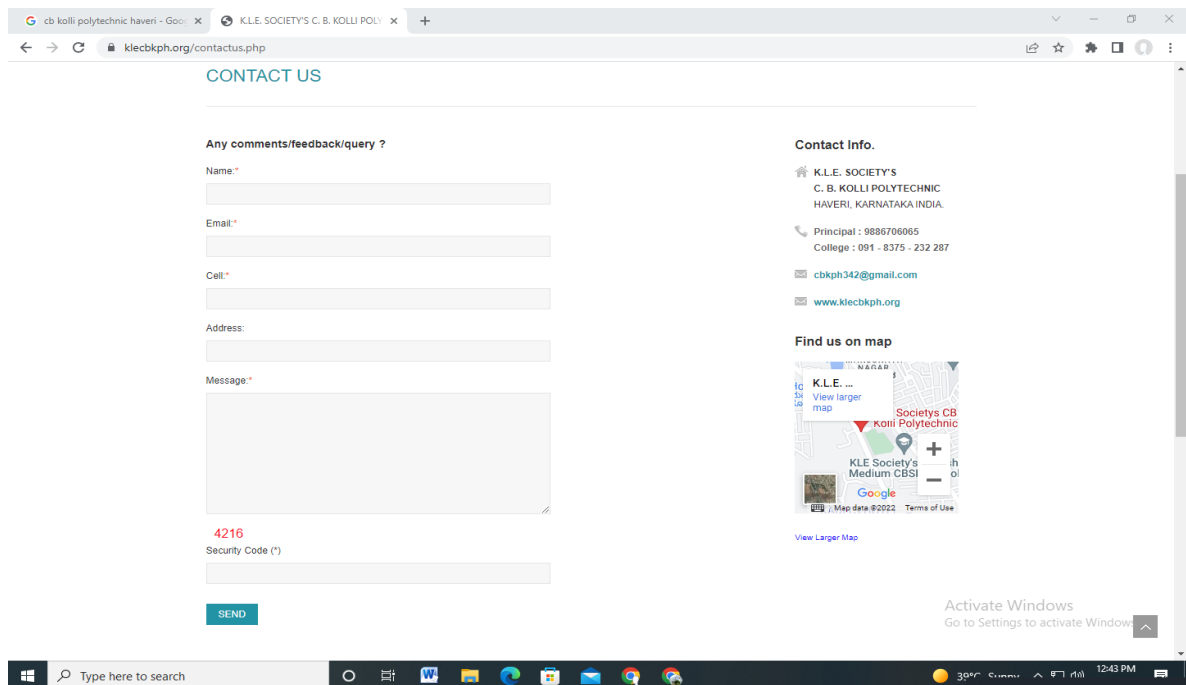 cb kolli polytechnic haveri - Goo
K.L.E. SOCIETY'S C. B. KOLLI POLY
klecbkph.org/contactus.php
CONTACT US
Any comments/feedback/query ?
Name:*
Email:*
Cell:*
Address:
Message:*
4216
Security Code (*)
SEND
Contact Info.
K.L.E. SOCIETY'S
C. B. KOLLI POLYTECHNIC
HAVERI, KARNATAKA INDIA.
Principal : 9886706065
College : 091 - 8375 - 232 287
cbkph342@gmail.com
www.klecbkph.org
Find us on map
NAGAR
K.L.E. ...
View larger
map
Societys CB
Kolli Polytechnic
KLE Society's
Medium CBS
Google
Map data ©2022 Terms of Use
View Larger Map
Activate Windows
Go to Settings to activate Windows
Type here to search
39°C Sunny
12:43 PM